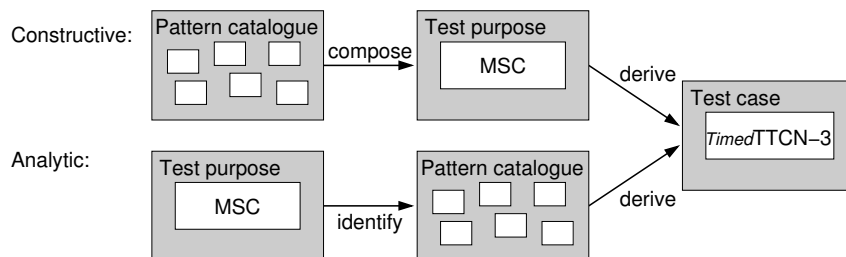 Constructive:
Pattern catalogue
compose
Test purpose
MSC
derive
Test case
TimedTTCN–3
Analytic:
Test purpose
MSC
identify
Pattern catalogue
derive